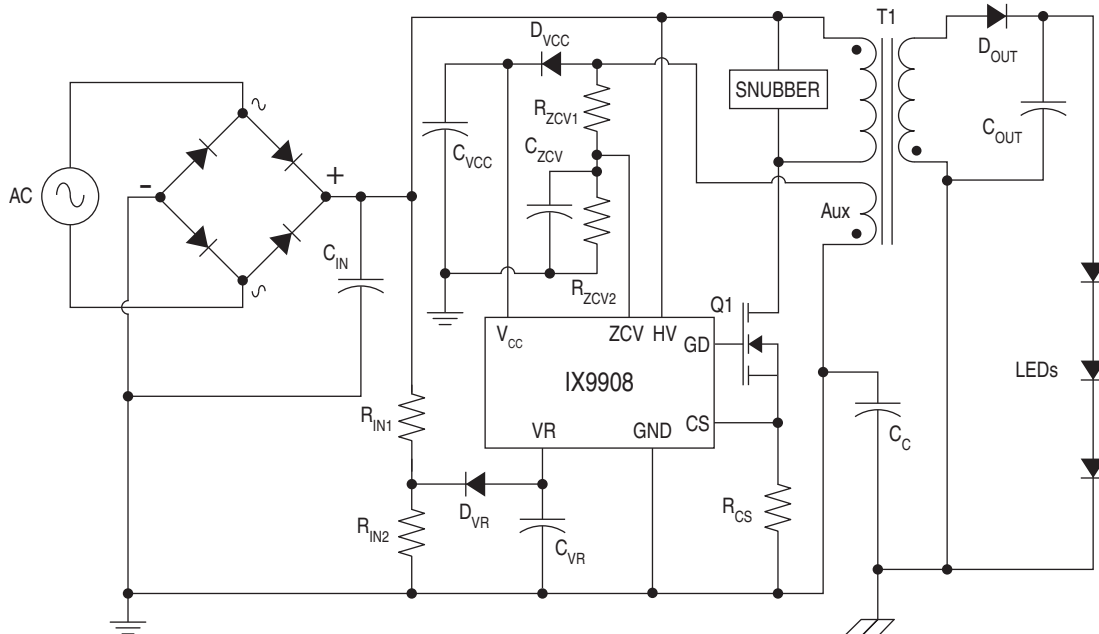 T1
D_VCC
D_OUT
SNUBBER
R_ZCV1
C_ZCV
C_VCC
C_OUT
AC
~
-
+
Aux
C_IN
~
R_ZCV2
Q1
V_CC
ZCV
HV
GD
LEDs
IX9908
R_IN1
VR
GND
CS
C_C
D_VR
R_CS
R_IN2
C_VR